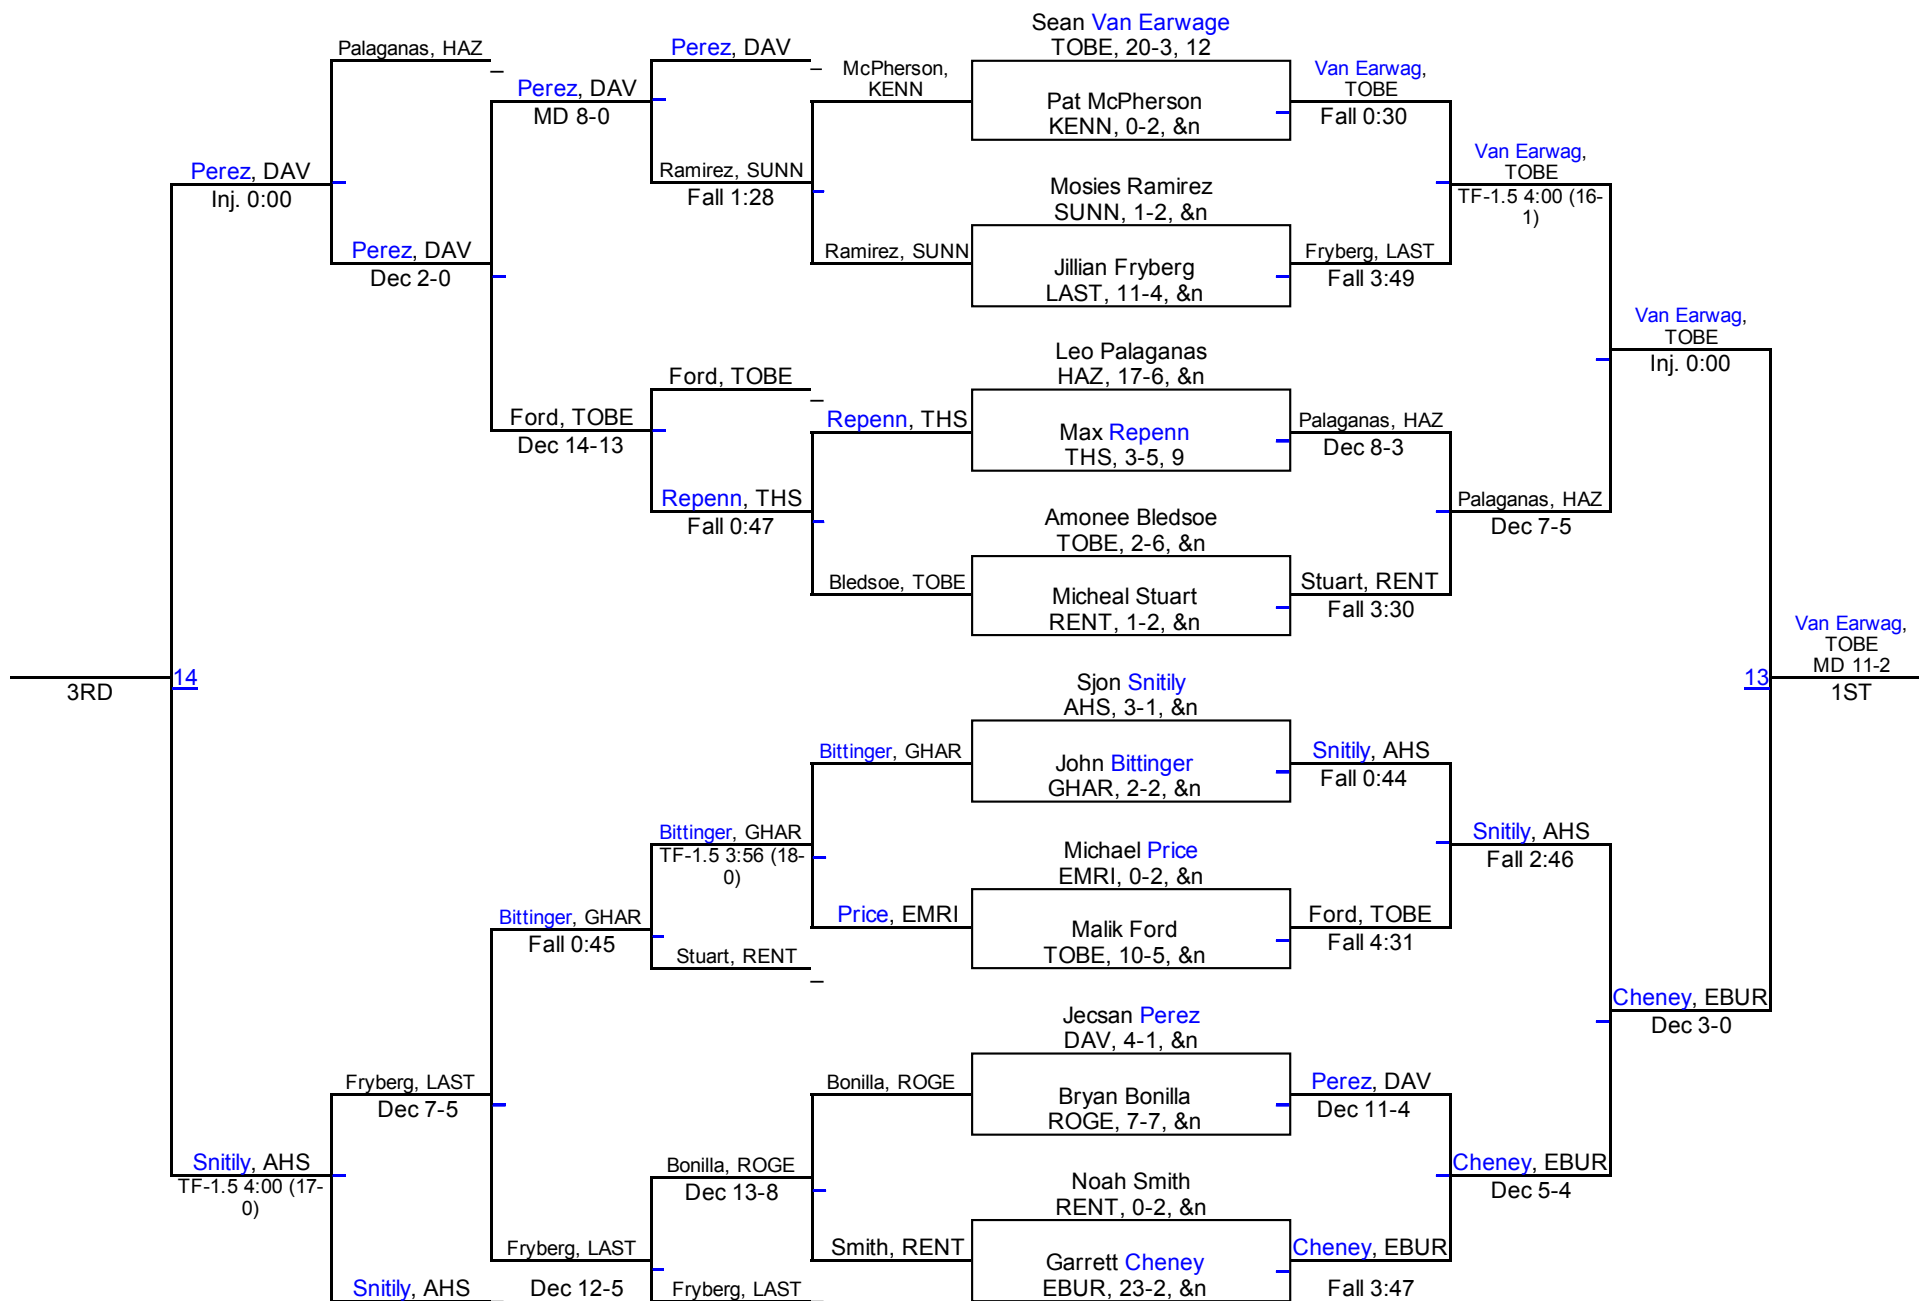 Sean Van Earwage
TOBE, 20-3, 12
Palaganas, HAZ
Perez, DAV
McPherson,
KENN
Van Earwag,
TOBE
Perez, DAV
MD 8-0
Pat McPherson
KENN, 0-2, &n
Fall 0:30
Perez, DAV
Inj. 0:00
Ramirez, SUNN
Fall 1:28
Mosies Ramirez
SUNN, 1-2, &n
Van Earwag,
TOBE
TF-1.5 4:00 (16-
1)
Perez, DAV
Dec 2-0
Ramirez, SUNN
Jillian Fryberg
LAST, 11-4, &n
Fryberg, LAST
Fall 3:49
Van Earwag,
TOBE
Inj. 0:00
Leo Palaganas
HAZ, 17-6, &n
Ford, TOBE
Ford, TOBE
Dec 14-13
Repenn, THS
Max Repenn
THS, 3-5, 9
Palaganas, HAZ
Dec 8-3
Repenn, THS
Fall 0:47
Amonee Bledsoe
TOBE, 2-6, &n
Palaganas, HAZ
Dec 7-5
Bledsoe, TOBE
Micheal Stuart
RENT, 1-2, &n
Stuart, RENT
Fall 3:30
Van Earwag,
TOBE
MD 11-2
1ST
3RD
14
13
Sjon Snitily
AHS, 3-1, &n
Bittinger, GHAR
John Bittinger
GHAR, 2-2, &n
Snitily, AHS
Fall 0:44
Bittinger, GHAR
TF-1.5 3:56 (18-
0)
Michael Price
EMRI, 0-2, &n
Snitily, AHS
Fall 2:46
Bittinger, GHAR
Fall 0:45
Price, EMRI
Malik Ford
TOBE, 10-5, &n
Ford, TOBE
Fall 4:31
Stuart, RENT
Cheney, EBUR
Dec 3-0
Jecsan Perez
DAV, 4-1, &n
Fryberg, LAST
Dec 7-5
Bonilla, ROGE
Bryan Bonilla
ROGE, 7-7, &n
Perez, DAV
Dec 11-4
Snitily, AHS
TF-1.5 4:00 (17-
0)
Bonilla, ROGE
Dec 13-8
Noah Smith
RENT, 0-2, &n
Cheney, EBUR
Dec 5-4
Fryberg, LAST
Dec 12-5
Smith, RENT
Garrett Cheney
EBUR, 23-2, &n
Cheney, EBUR
Fall 3:47
Snitily, AHS
Fryberg, LAST